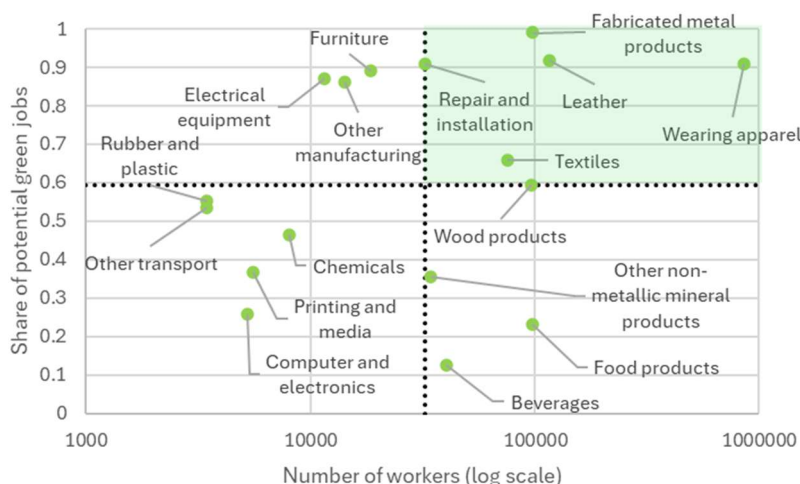 Share of potential green jobs
1
0.9
0.8
0.7
0.6
0.5
0.4
0.3
0.2
0.1
0
Fabricated metal
products
Furniture
Electrical
equipment
Repair and
installation
Leather
Wearing apparel
Other
manufacturing
Rubber and
plastic
Textiles
Wood products
Other transport
Chemicals
Other non-
metallic mineral
products
Printing and
media
Food products
Computer and
electronics
Beverages
1000
10000
100000
1000000
Number of workers (log scale)